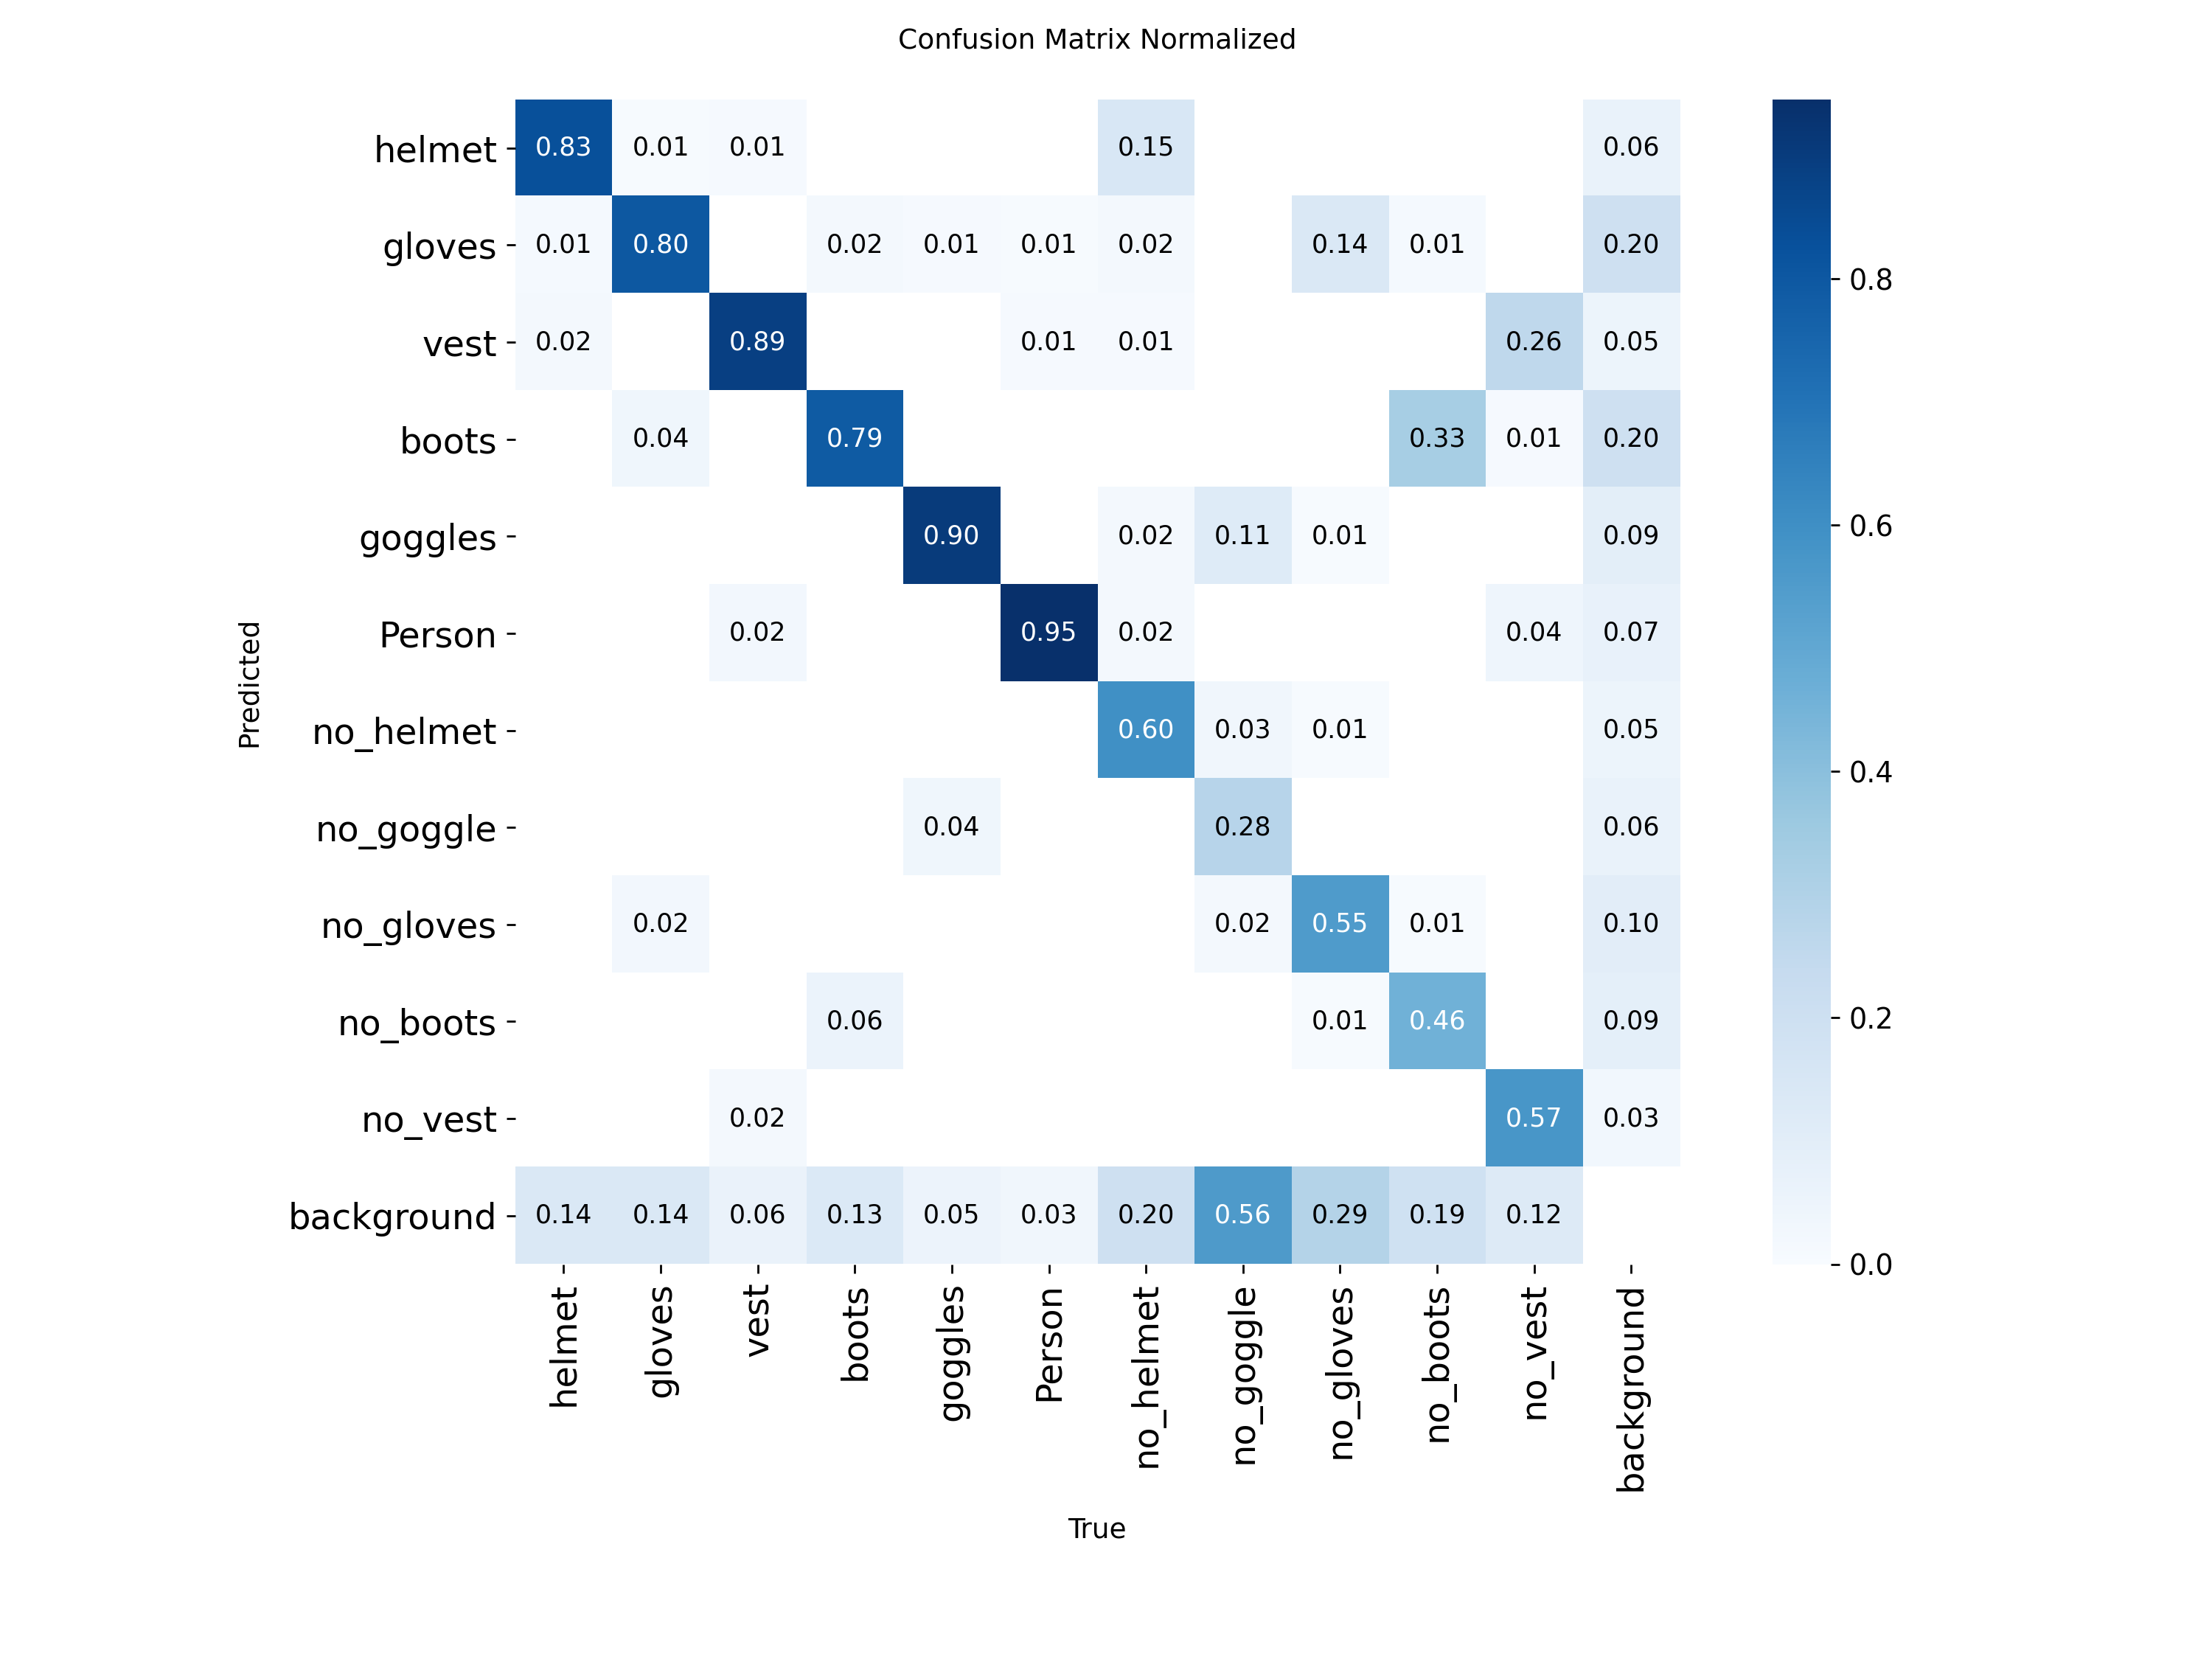 Confusion Matrix Normalized
helmet 0.83 0.01 0.01 0.15 0.06
gloves 0.01 0.80 0.02 0.01 0.01 0.02 0.14 0.01 0.20
vest 0.02 0.89 0.01 0.01 0.26 0.05
boots 0.04 0.79 0.33 0.01 0.20
goggles 0.90 0.02 0.11 0.01 0.09
Person 0.02 0.95 0.02 0.04 0.07
no_helmet 0.60 0.03 0.01 0.05
no_goggle 0.04 0.28 0.06
no_gloves 0.02 0.02 0.55 0.01 0.10
no_boots 0.06 0.01 0.46 0.09
no_vest 0.02 0.57 0.03
background 0.14 0.14 0.06 0.13 0.05 0.03 0.20 0.56 0.29 0.19 0.12
Predicted
helmet gloves vest boots goggles Person no_helmet no_goggle no_gloves no_boots no_vest background
True
0.8
0.6
0.4
0.2
0.0